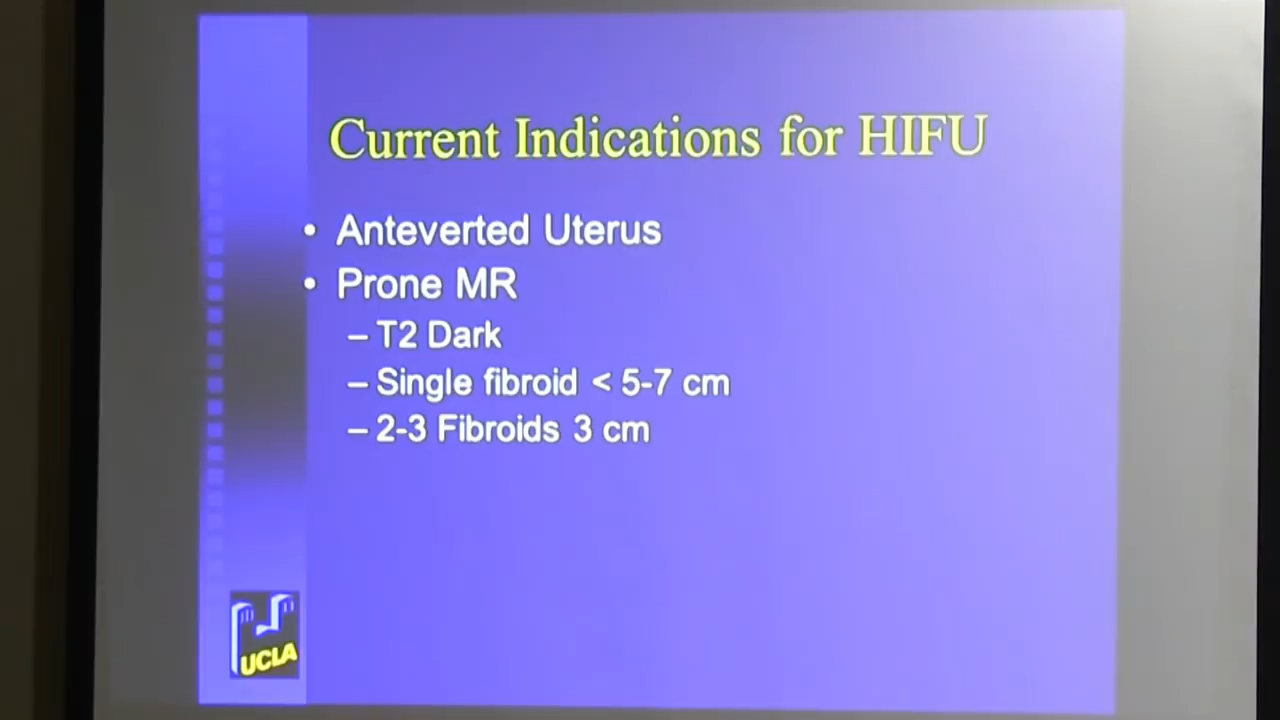 Current Indications for HIFU
• Anteverted Uterus
• Prone MR
– T2 Dark
– Single fibroid < 5-7 cm
– 2-3 Fibroids 3 cm
UCLA